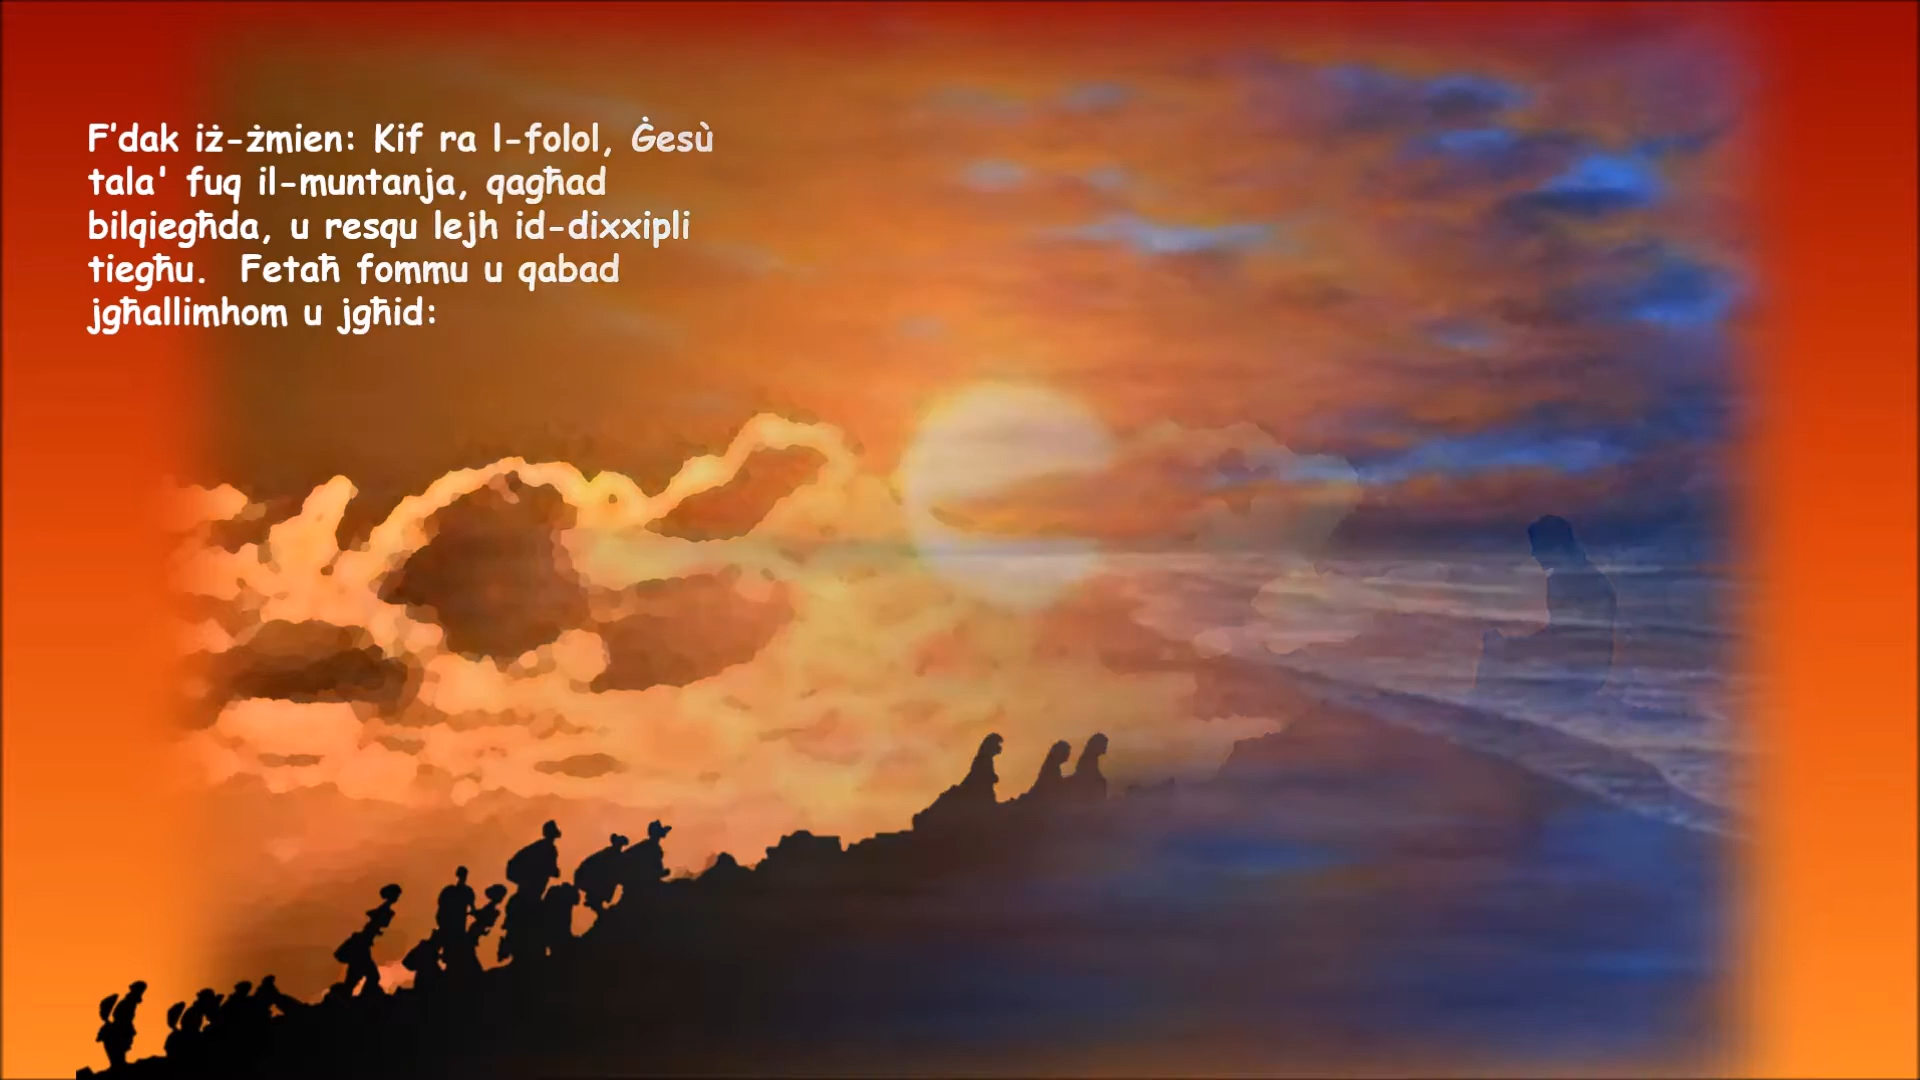 F'dak iż-żmien: Kif ra l-folol, Ġesù
tala' fuq il-muntanja, qagħad
bilqiegħda, u resqu lejh id-dixxipli
tiegħu.  Fetaħ fommu u qabad
jgħallimhom u jgħid: